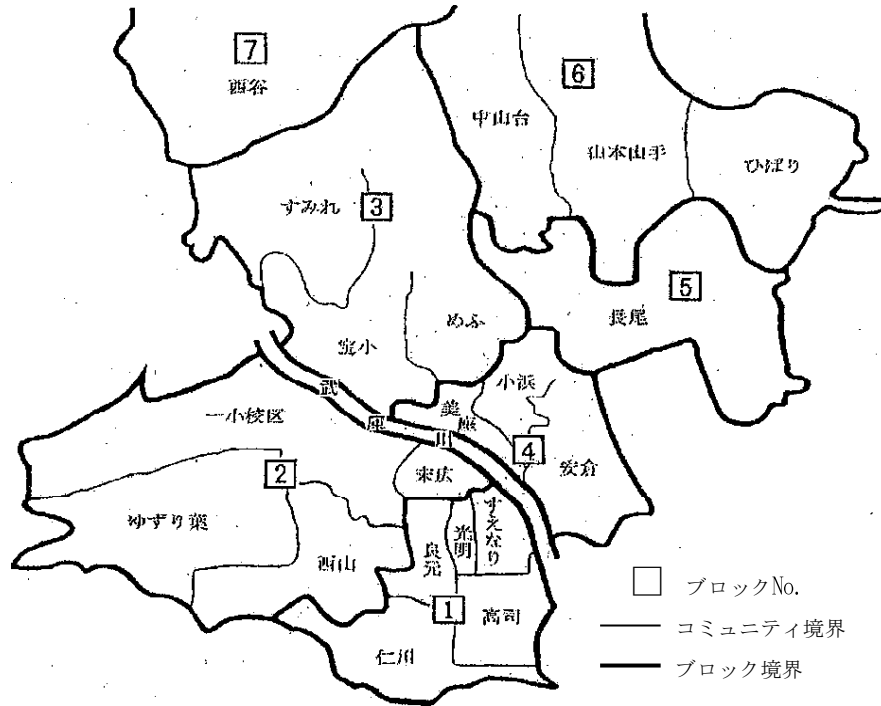 7
西谷
6
中山台
山本山手
ひばり
すみれ
3
5
長尾
めふ
宝小
小浜
武
庫
川
美
座
一小校区
4
安倉
末広
2
ゆずり葉
西山
良元
光明
すえなり
1
高司
仁川
ブロックNo.
コミュニティ境界
ブロック境界